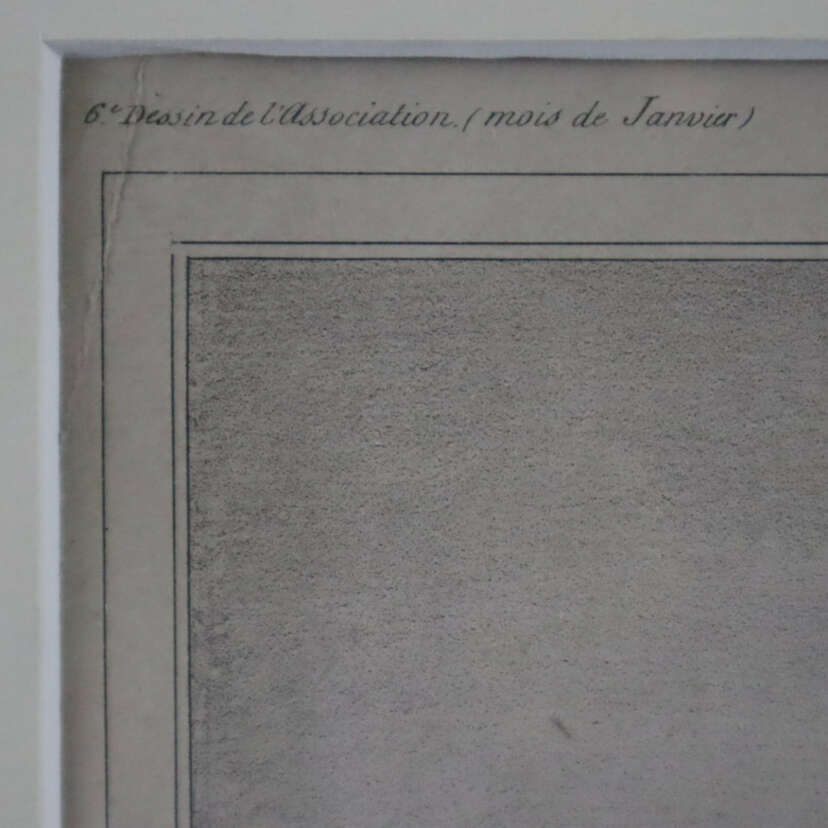 6.e Dessin de l'Association. (mois de Janvier)